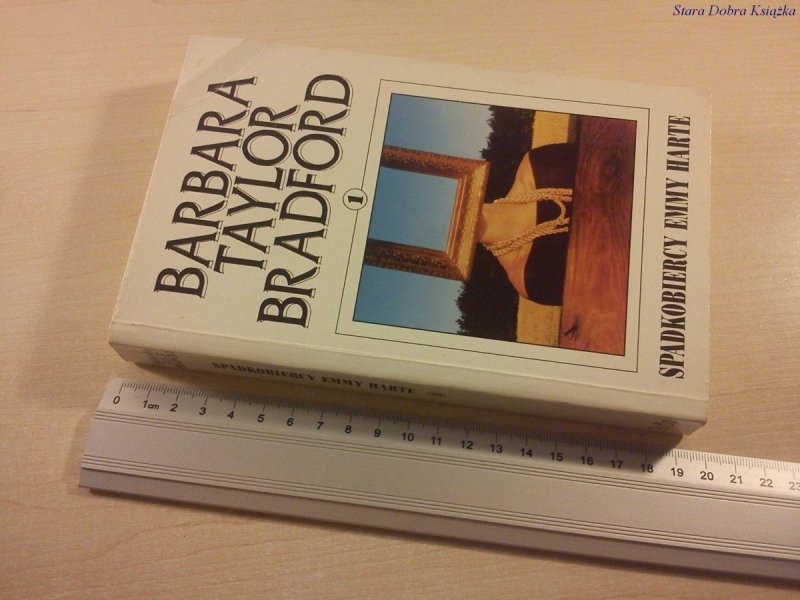 Stara Dobra Książka
BARBARA
TAYLOR
BRADFORD
1
SPADKOBIERCY EMMY HARTE
SPADKOBIERCY EMMY HARTE 1
0 1cm 2 3 4 5 6 7 8 9 10 11 12 13 14 15 16 17 18 19 20 21 22 23